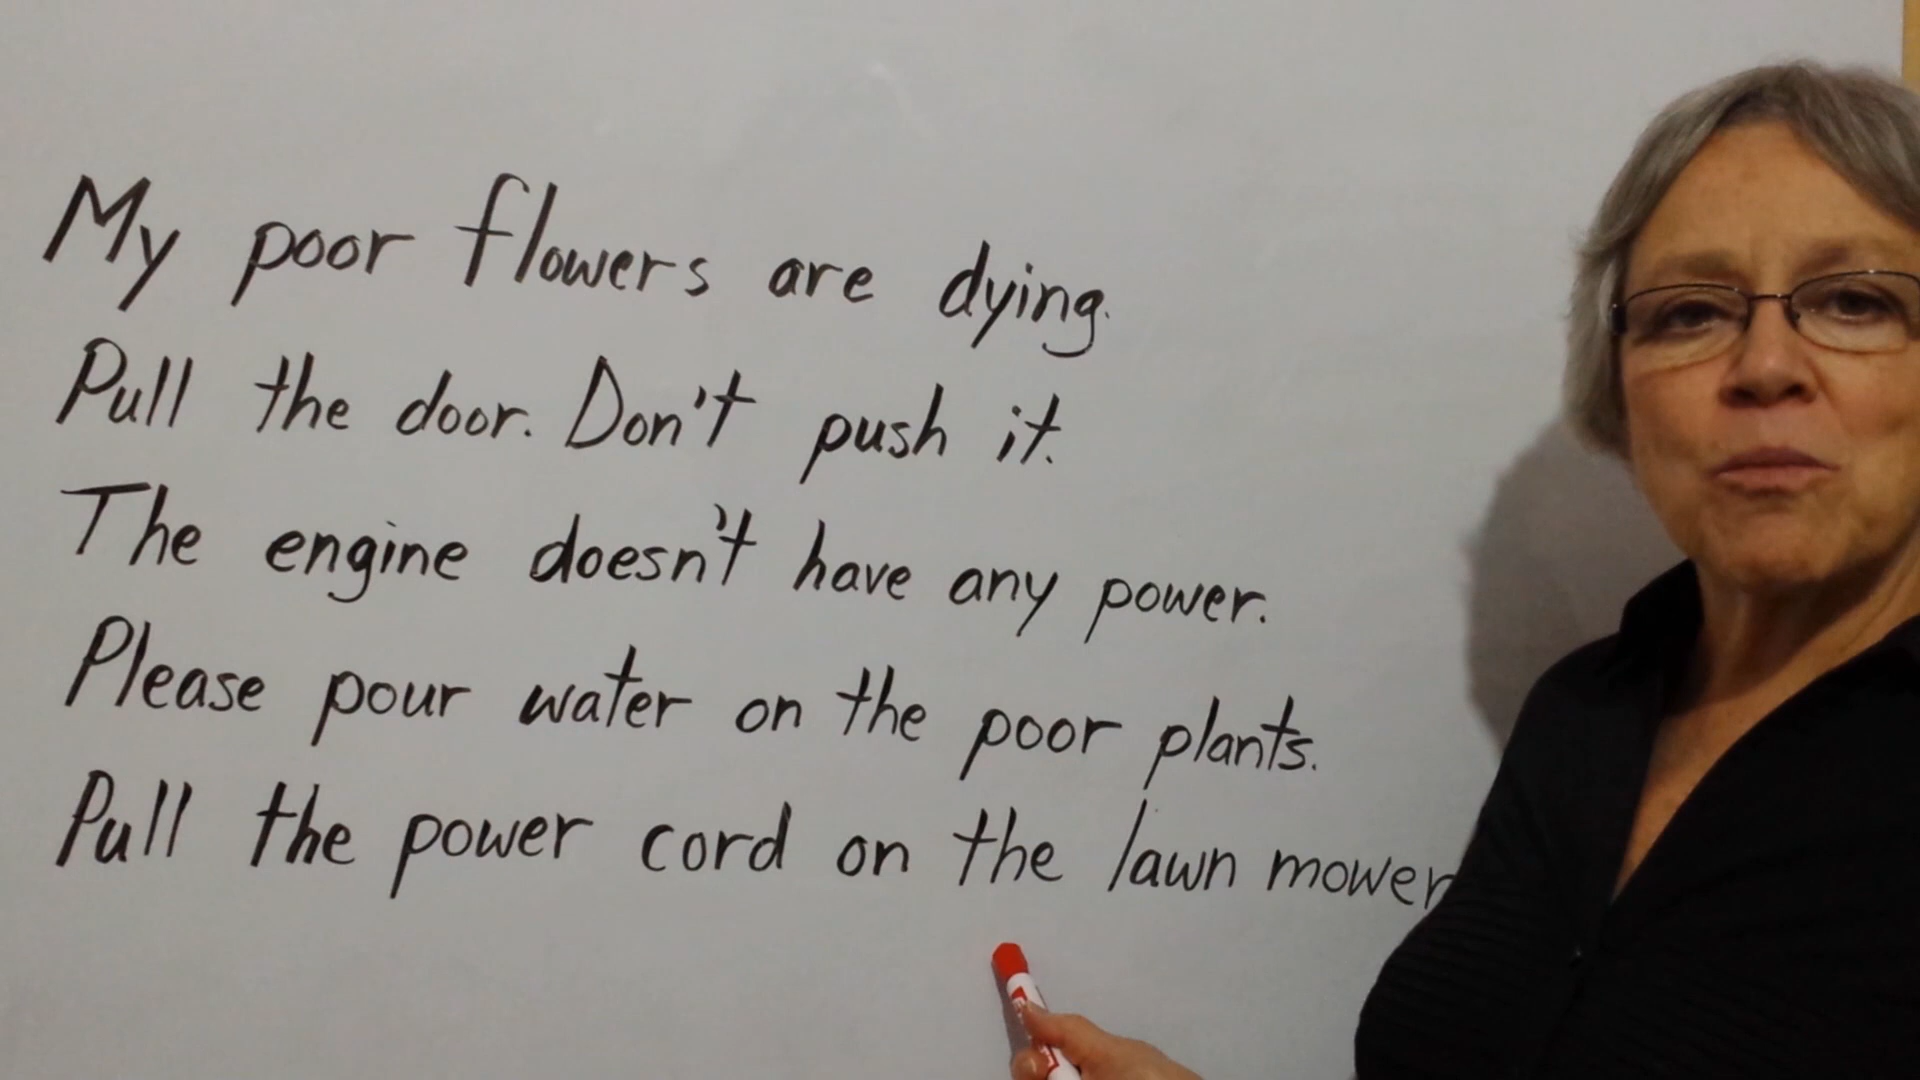 My poor flowers are dying.
Pull the door. Don't push it.
The engine doesn't have any power.
Please pour water on the poor plants.
Pull the power cord on the lawn mower